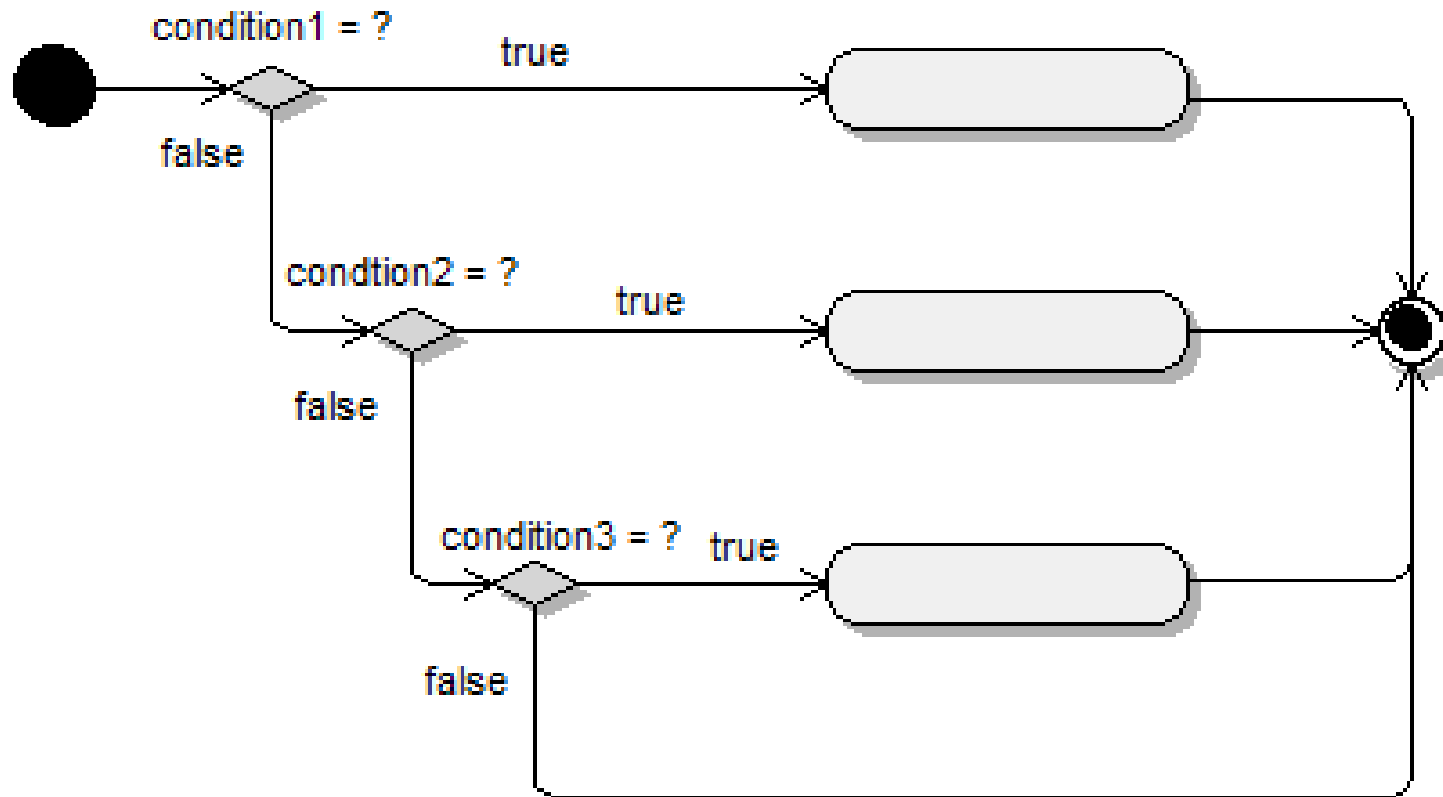 condition1 = ?
true
false
condtion2 = ?
true
false
condition3 = ?
true
false